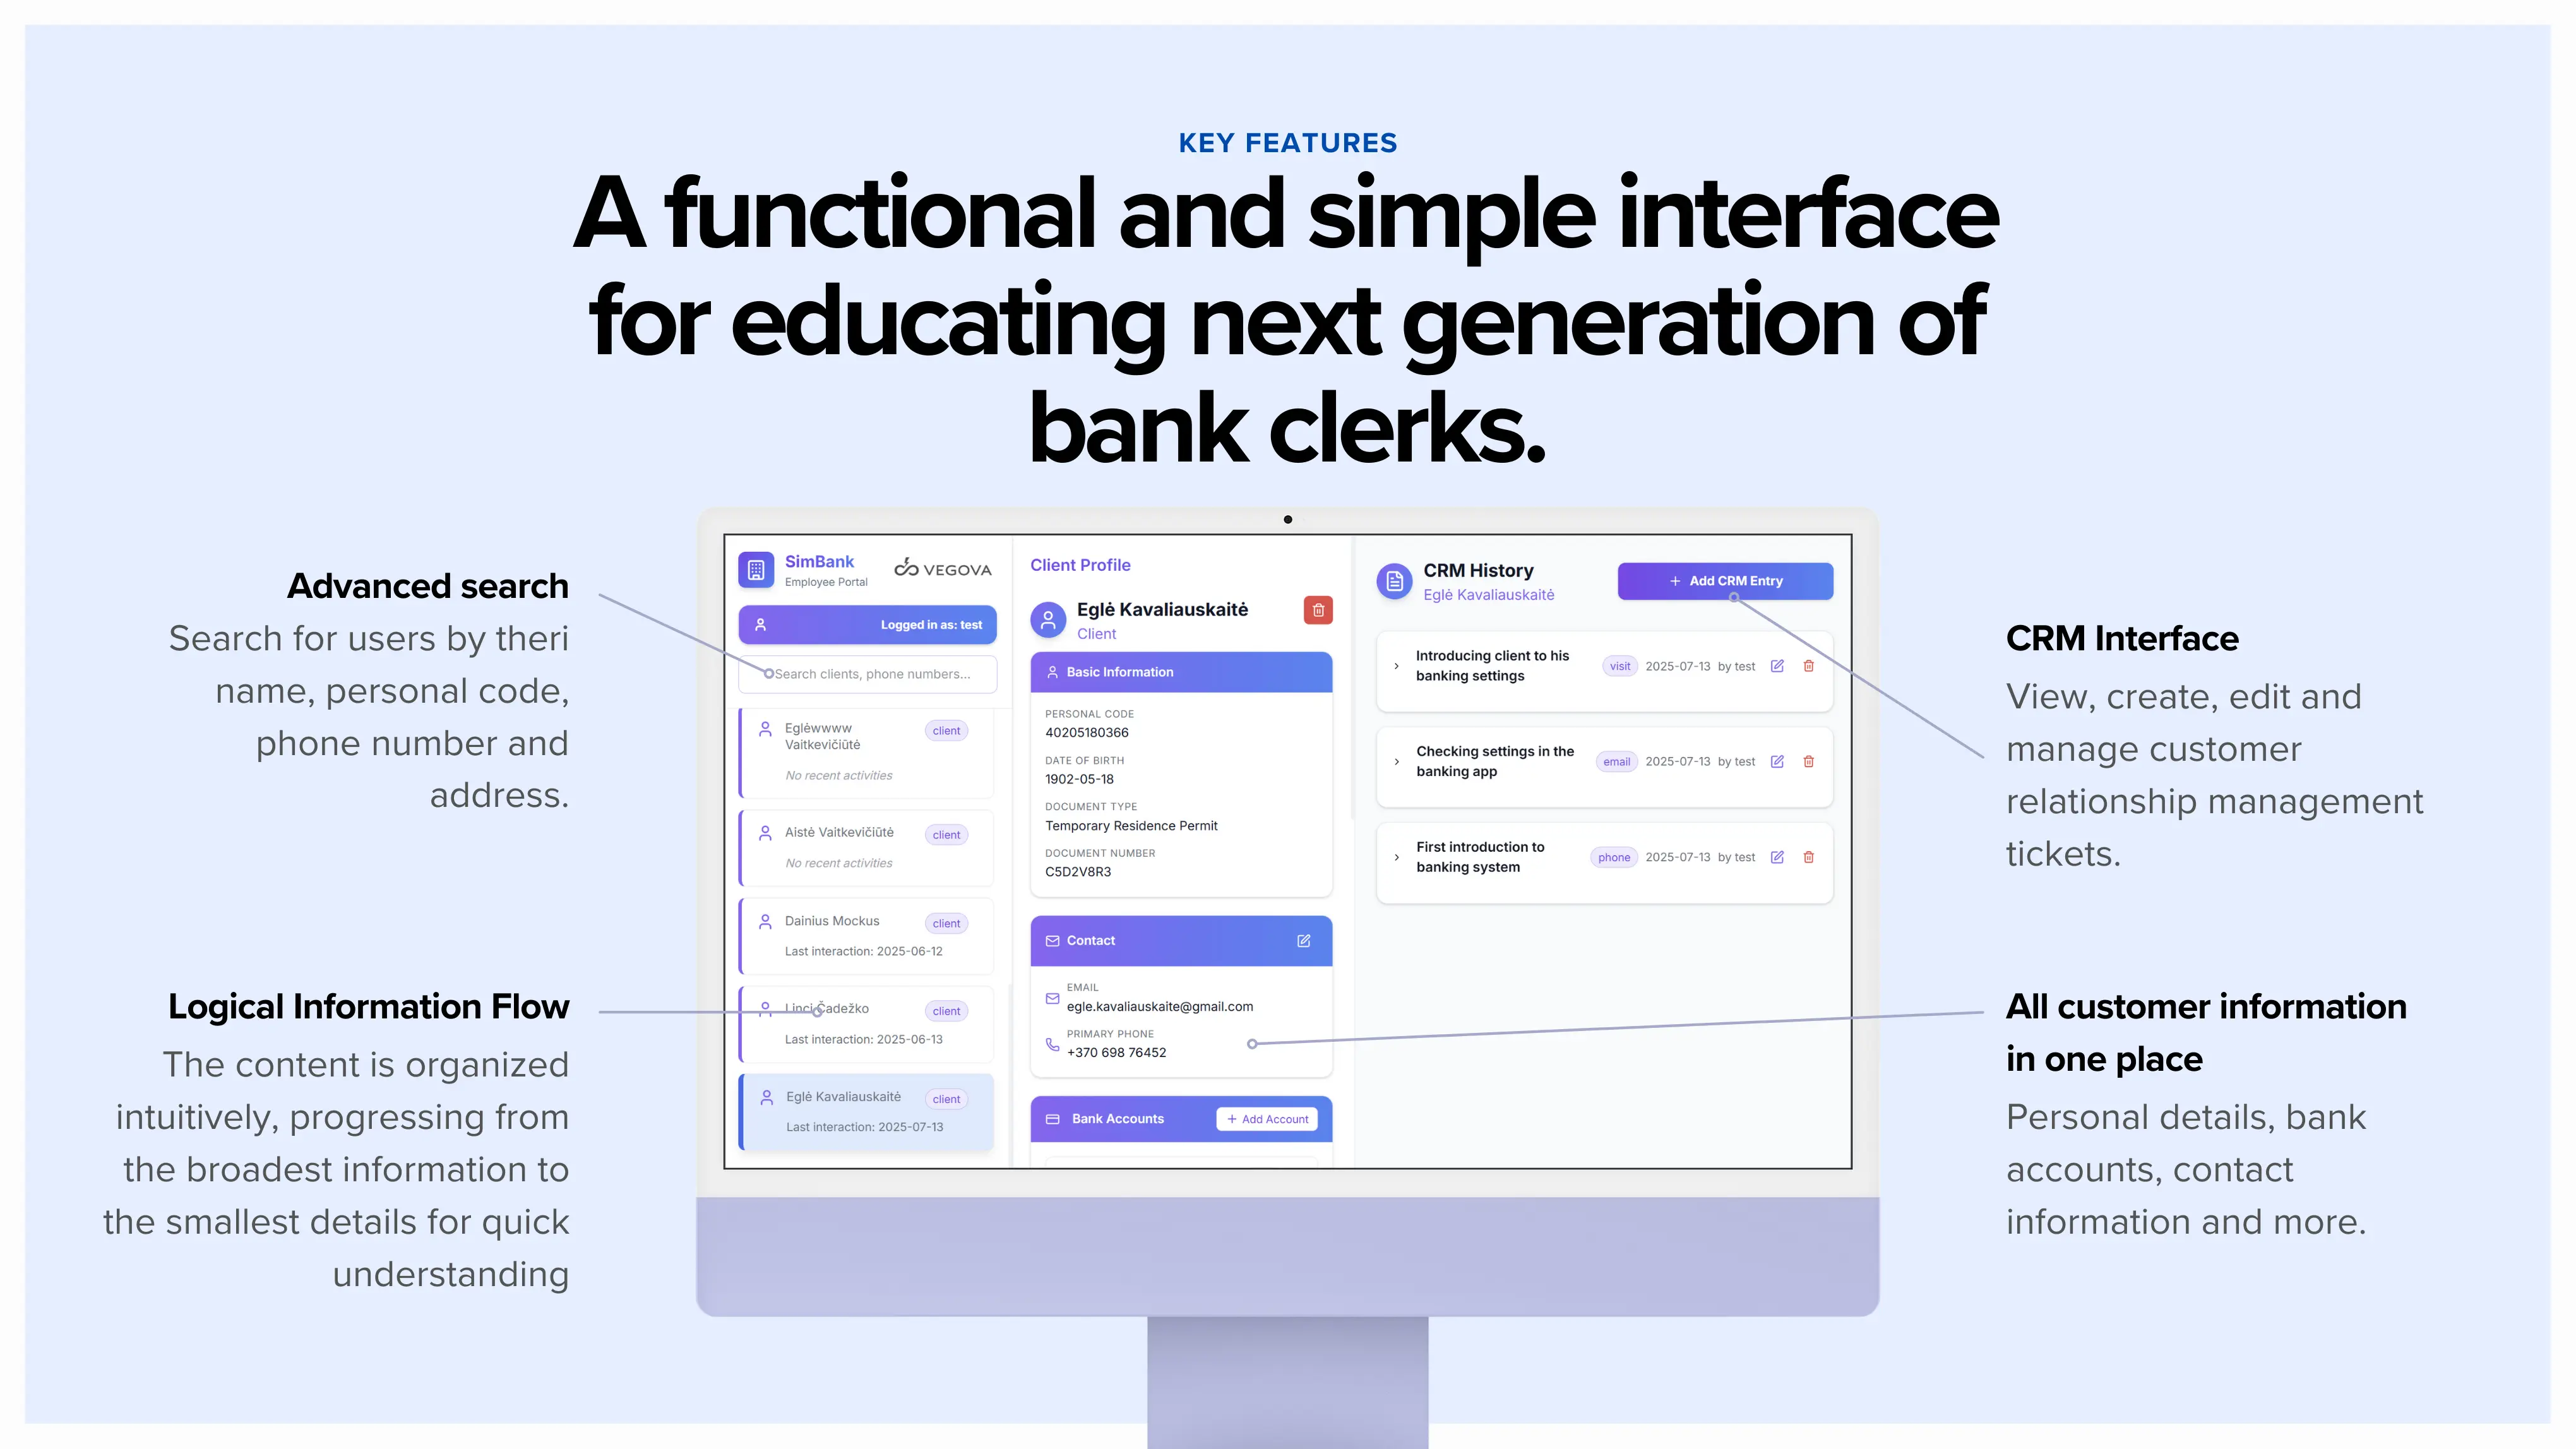 KEY FEATURES
A functional and simple interface
for educating next generation of
bank clerks.
Advanced search
Search for users by theri
name, personal code,
phone number and
address.
Logical Information Flow
The content is organized
intuitively, progressing from
the broadest information to
the smallest details for quick
understanding
SimBank
Employee Portal
VEGOVA
Logged in as: test
Search clients, phone numbers...
Eglėwwww
Vaitkevičiūtė
client
No recent activities
Aistė Vaitkevičiūtė
client
No recent activities
Dainius Mockus
client
Last interaction: 2025-06-12
Linci Čadežko
client
Last interaction: 2025-06-13
Eglė Kavaliauskaitė
client
Last interaction: 2025-07-13
Client Profile
Eglė Kavaliauskaitė
Client
Basic Information
PERSONAL CODE
40205180366
DATE OF BIRTH
1902-05-18
DOCUMENT TYPE
Temporary Residence Permit
DOCUMENT NUMBER
C5D2V8R3
Contact
EMAIL
egle.kavaliauskaite@gmail.com
PRIMARY PHONE
+370 698 76452
Bank Accounts
+ Add Account
CRM History
Eglė Kavaliauskaitė
+ Add CRM Entry
Introducing client to his
banking settings
visit 2025-07-13 by test
Checking settings in the
banking app
email 2025-07-13 by test
First introduction to
banking system
phone 2025-07-13 by test
CRM Interface
View, create, edit and
manage customer
relationship management
tickets.
All customer information
in one place
Personal details, bank
accounts, contact
information and more.